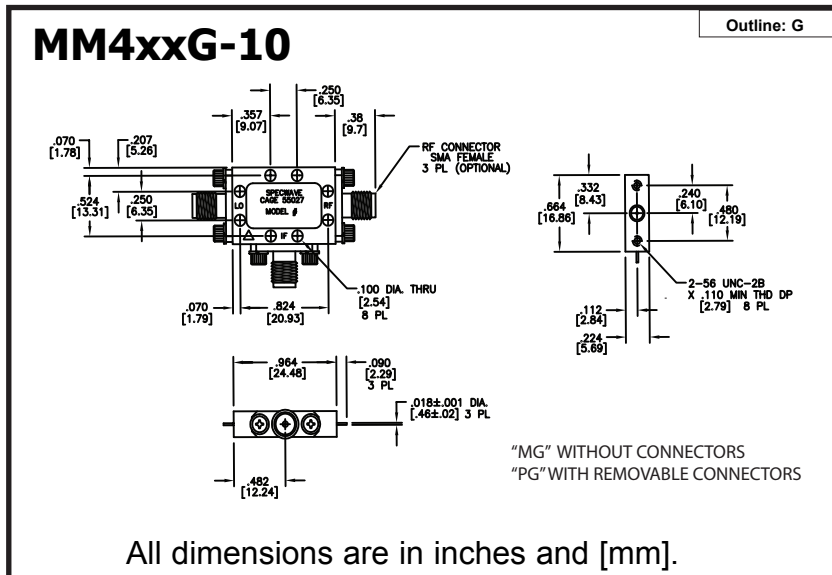 Outline: G
MM4xxG-10
.250
[6.35]
.357
[9.07]
.38
[9.7]
.070
[1.78]
.207
[5.26]
RF CONNECTOR
SMA FEMALE
3 PL (OPTIONAL)
.524
[13.31]
.250
[6.35]
SPECWAVE
CAGE 55027
MODEL #
LO
RF
IF
.332
[8.43]
.664
[16.86]
.240
[6.10]
.480
[12.19]
.100 DIA. THRU
[2.54]
8 PL
.070
[1.79]
.824
[20.93]
2-56 UNC-2B
X .110 MIN THD DP
[2.79] 8 PL
.112
[2.84]
.224
[5.69]
.964
[24.48]
.090
[2.29]
3 PL
.018±.001 DIA.
[.46±.02] 3 PL
.482
[12.24]
“MG” WITHOUT CONNECTORS
“PG”WITH REMOVABLE CONNECTORS
All dimensions are in inches and [mm].